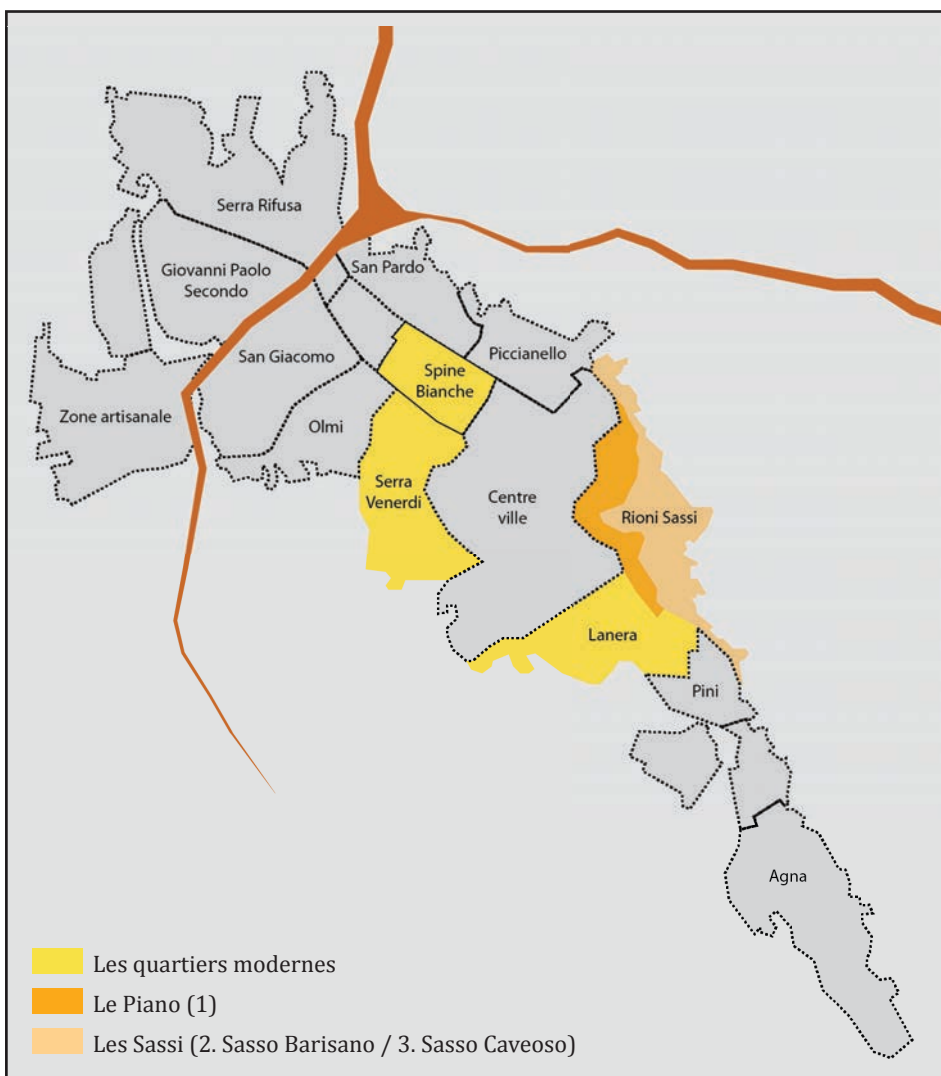 Serra Rifusa
Giovanni Paolo
Secondo
San Pardo
San Giacomo
Piccianello
Spine
Bianche
Zone artisanale
Olmi
Serra
Venerdi
Centre
ville
Rioni Sassi
Lanera
Pini
Agna
Les quartiers modernes
Le Piano (1)
Les Sassi (2. Sasso Barisano / 3. Sasso Caveoso)